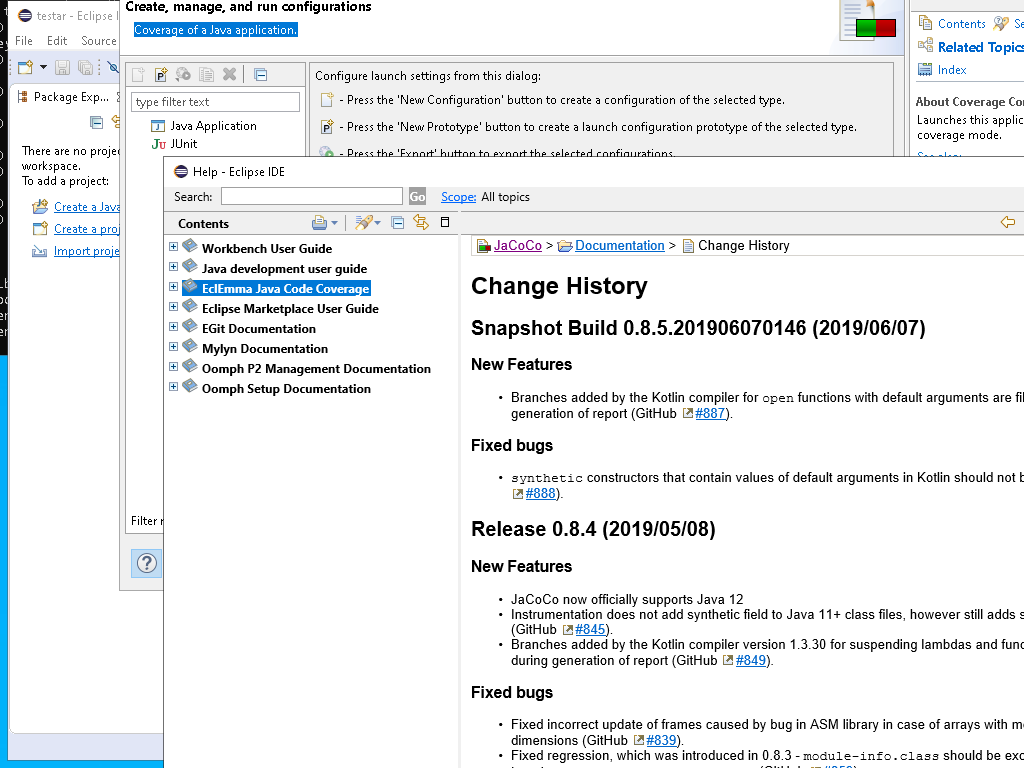 testar - Eclipse I
File Edit Source
Package Exp...
There are no proje
workspace.
To add a project:
Create a Java
Create a proj
Import proje
Create, manage, and run configurations
Coverage of a Java application.
type filter text
Java Application
JUnit
Filter
Configure launch settings from this dialog:
- Press the 'New Configuration' button to create a configuration of the selected type.
- Press the 'New Prototype' button to create a launch configuration prototype of the selected type.
- Press the 'Export' button to export the selected configurations.
Contents Se
Related Topics
Index
About Coverage Con
Launches this applic
coverage mode.
See also:
Help - Eclipse IDE
Search: Go Scope: All topics
Contents
Workbench User Guide
Java development user guide
EclEmma Java Code Coverage
Eclipse Marketplace User Guide
EGit Documentation
Mylyn Documentation
Oomph P2 Management Documentation
Oomph Setup Documentation
JaCoCo > Documentation > Change History
Change History
Snapshot Build 0.8.5.201906070146 (2019/06/07)
New Features
• Branches added by the Kotlin compiler for open functions with default arguments are fil
generation of report (GitHub #887).
Fixed bugs
• synthetic constructors that contain values of default arguments in Kotlin should not b
#888).
Release 0.8.4 (2019/05/08)
New Features
• JaCoCo now officially supports Java 12
• Instrumentation does not add synthetic field to Java 11+ class files, however still adds s
(GitHub #845).
• Branches added by the Kotlin compiler version 1.3.30 for suspending lambdas and func
during generation of report (GitHub #849).
Fixed bugs
• Fixed incorrect update of frames caused by bug in ASM library in case of arrays with mo
dimensions (GitHub #839).
• Fixed regression, which was introduced in 0.8.3 - module-info.class should be exc